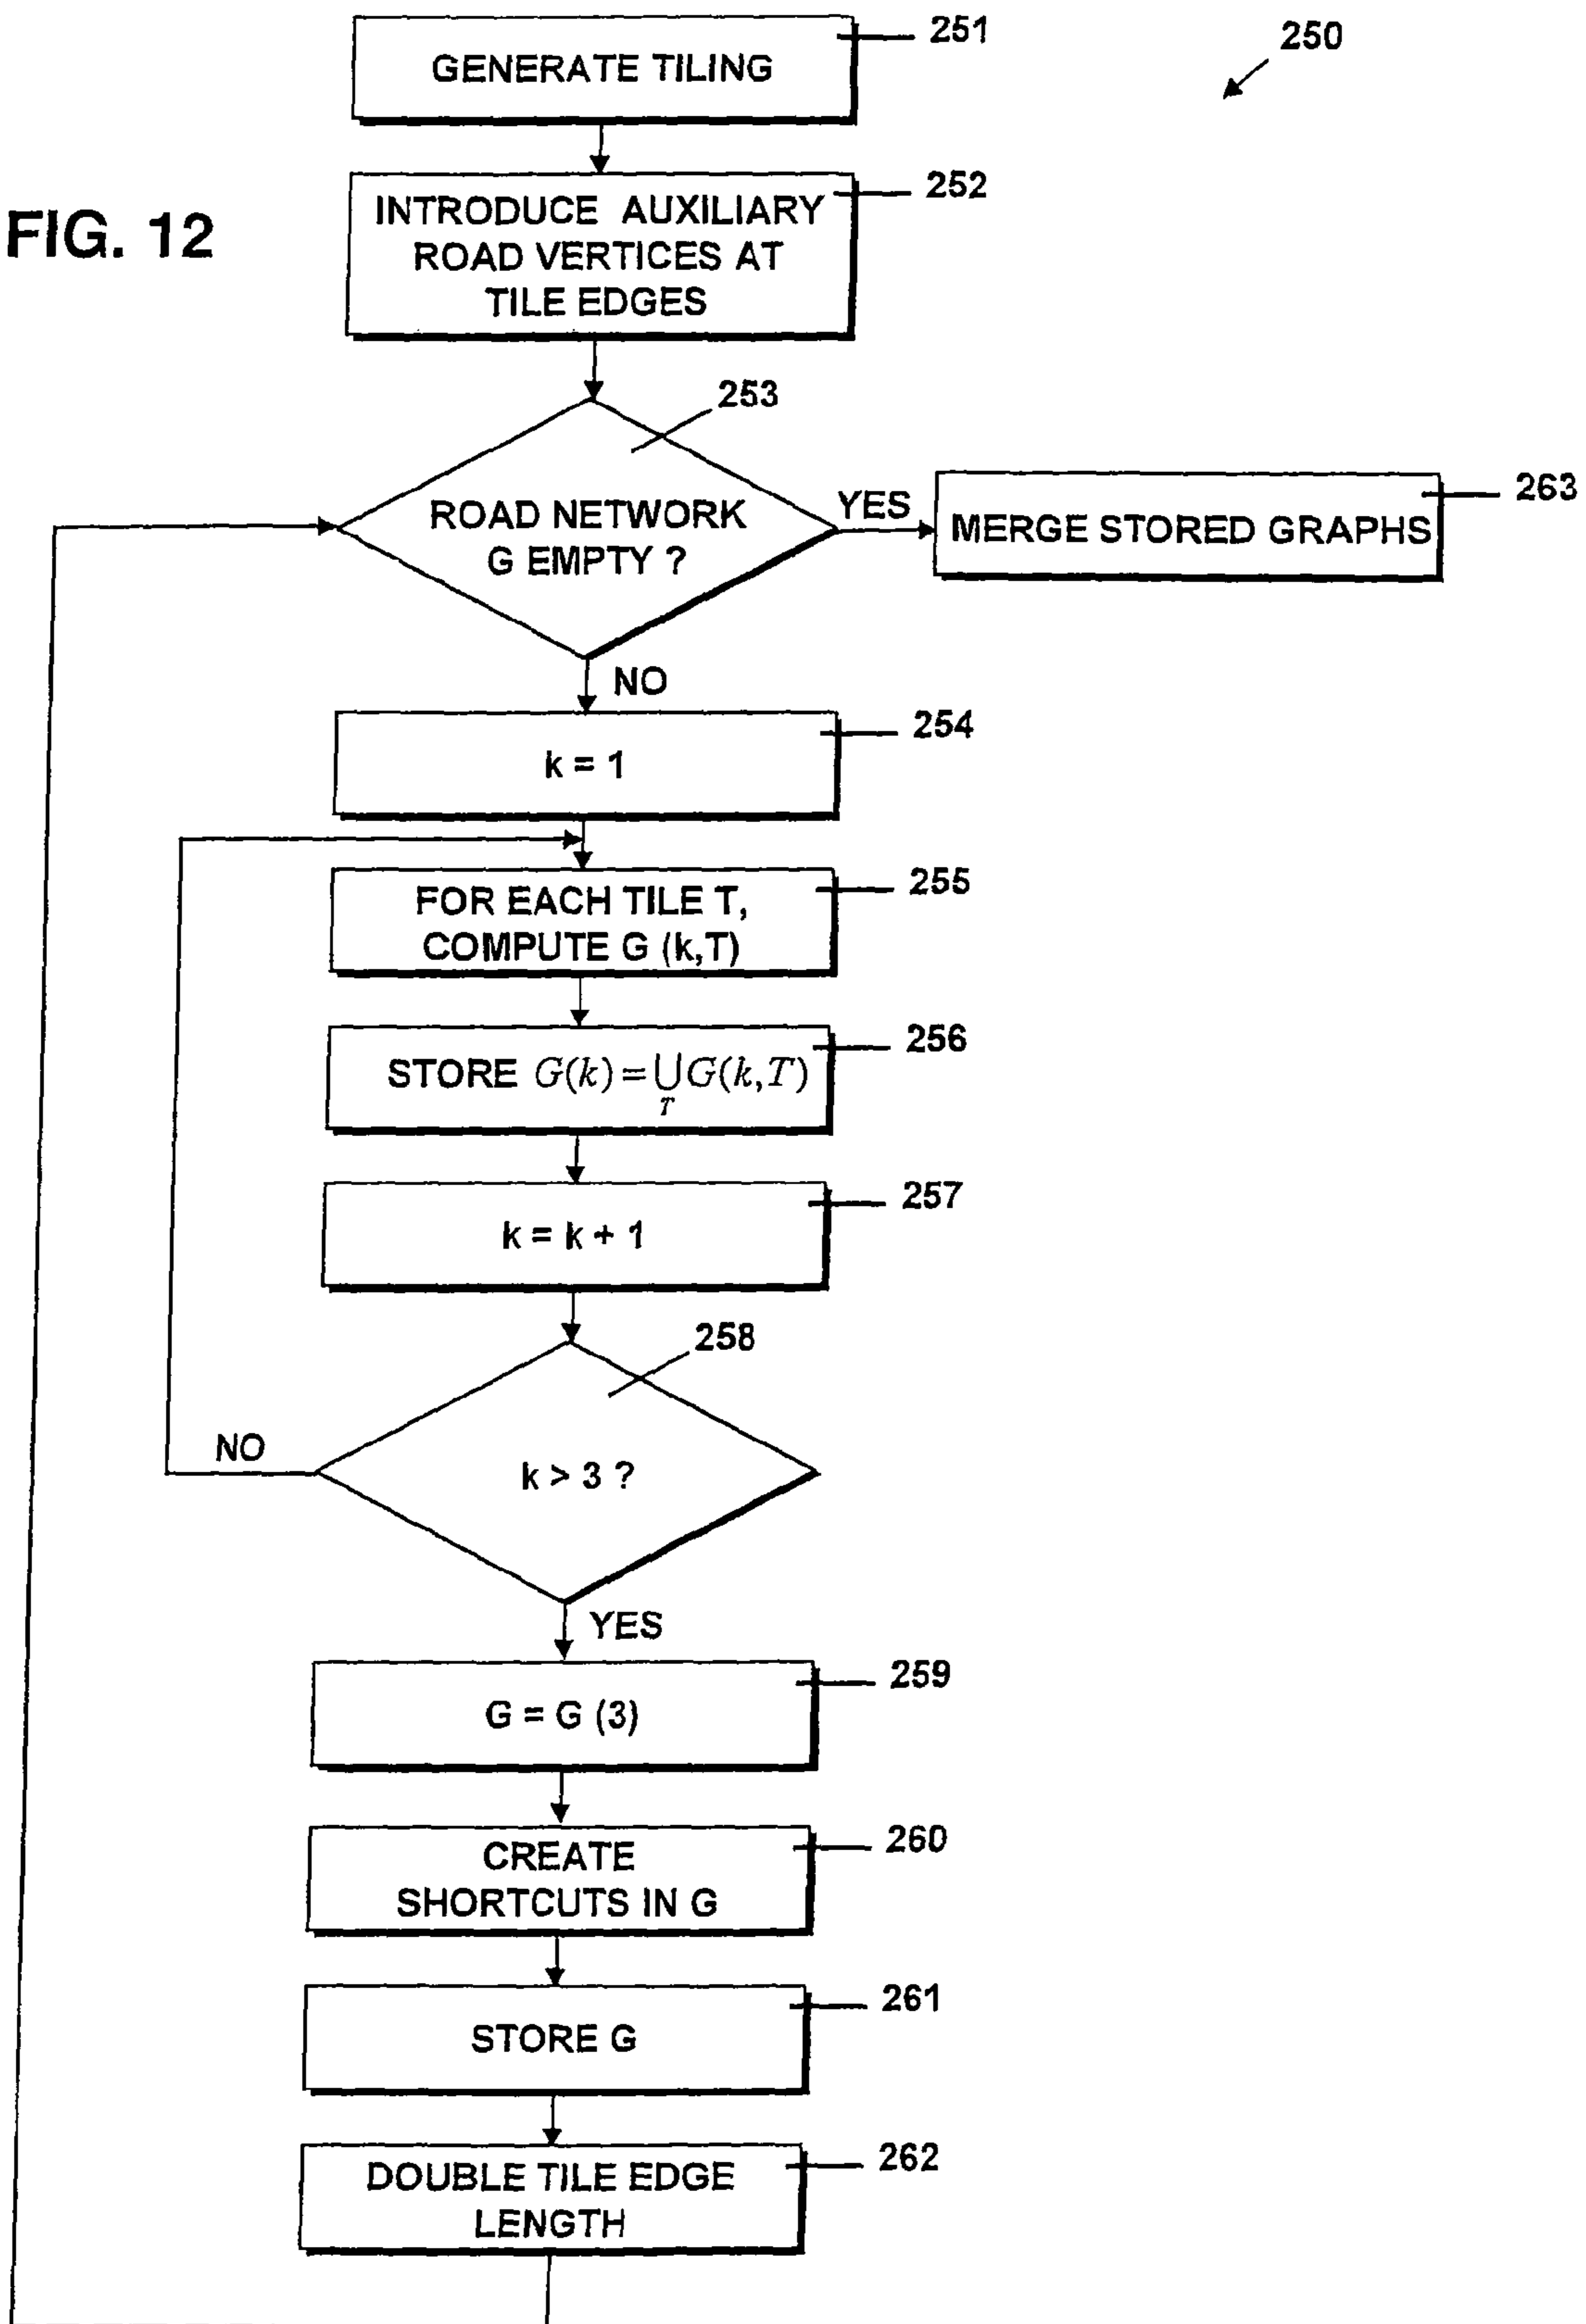 251
GENERATE TILING
250
252
INTRODUCE AUXILIARY
ROAD VERTICES AT
TILE EDGES
FIG. 12
253
ROAD NETWORK
G EMPTY ?
YES
263
MERGE STORED GRAPHS
NO
254
k = 1
255
FOR EACH TILE T,
COMPUTE G (k,T)
256
STORE G(k) = ⋃_T G(k,T)
257
k = k + 1
258
NO
k > 3 ?
YES
259
G = G (3)
260
CREATE
SHORTCUTS IN G
261
STORE G
262
DOUBLE TILE EDGE
LENGTH